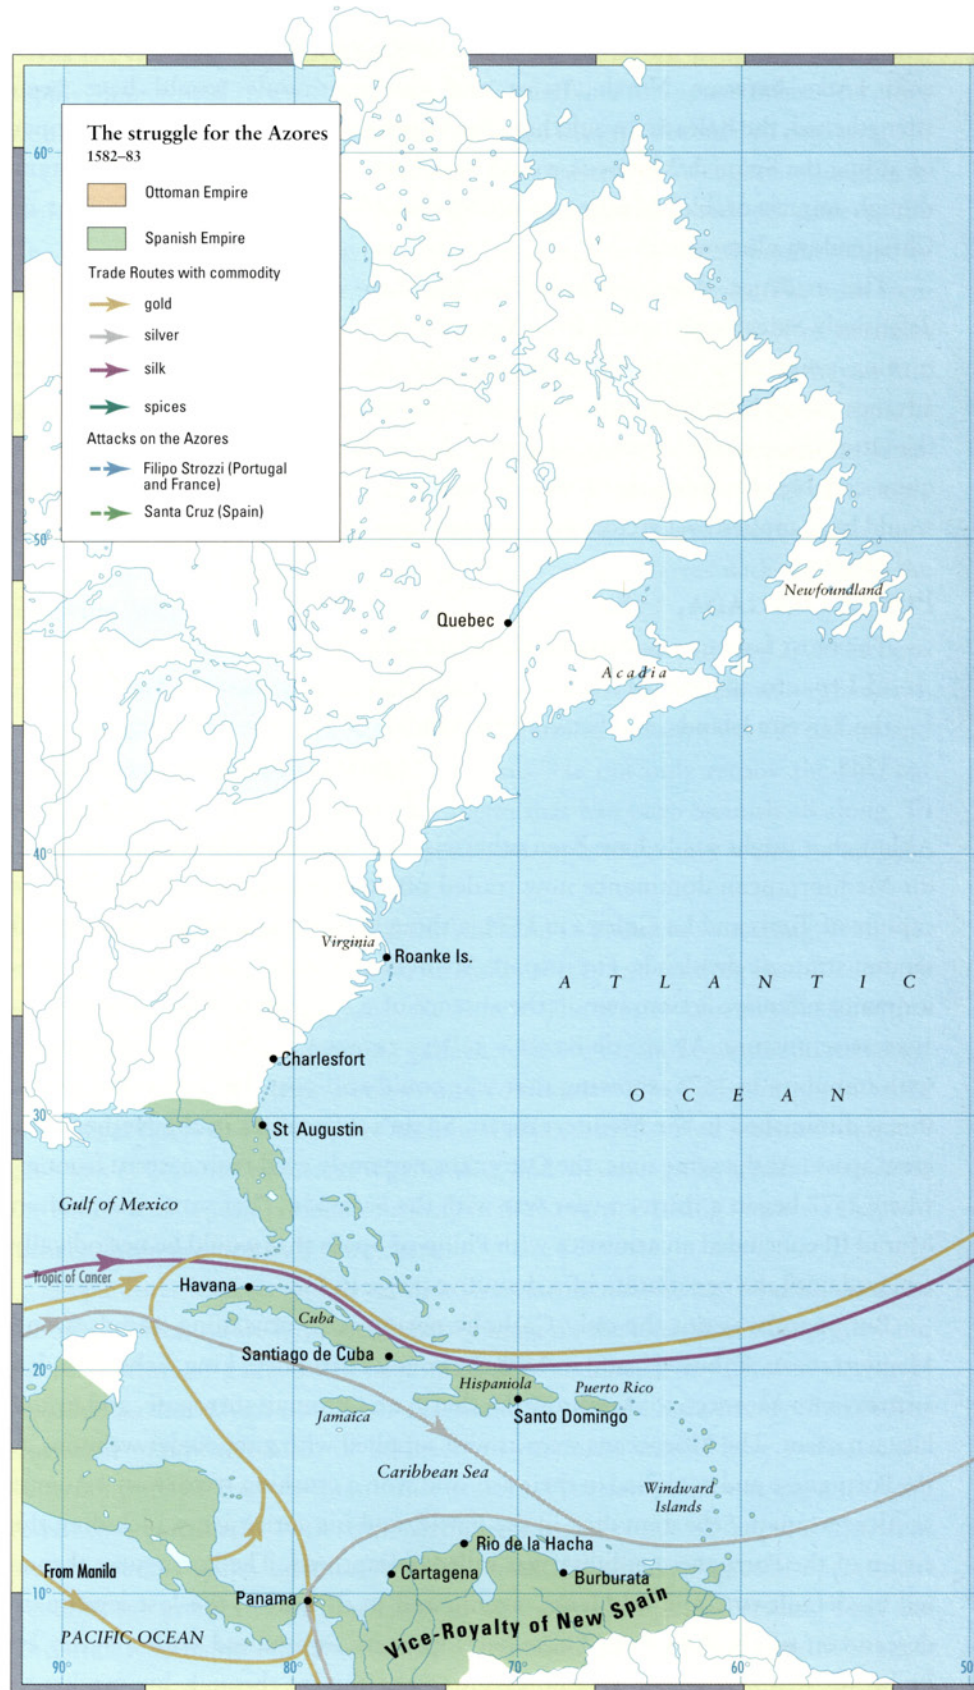 The struggle for the Azores
1582–83
Ottoman Empire
Spanish Empire
Trade Routes with commodity
gold
silver
silk
spices
Attacks on the Azores
Filipo Strozzi (Portugal
and France)
Santa Cruz (Spain)
60°
50°
Newfoundland
Quebec
Acadia
40°
Virginia
Roanke Is.
ATLANTIC
OCEAN
Charlesfort
30°
St Augustin
Gulf of Mexico
Tropic of Cancer
Havana
Cuba
Santiago de Cuba
20°
Hispaniola
Puerto Rico
Jamaica
Santo Domingo
Caribbean Sea
Windward
Islands
Rio de la Hacha
From Manila
Cartagena
Burburata
10°
Panama
Vice-Royalty of New Spain
PACIFIC OCEAN
90°
80°
70°
60°
50